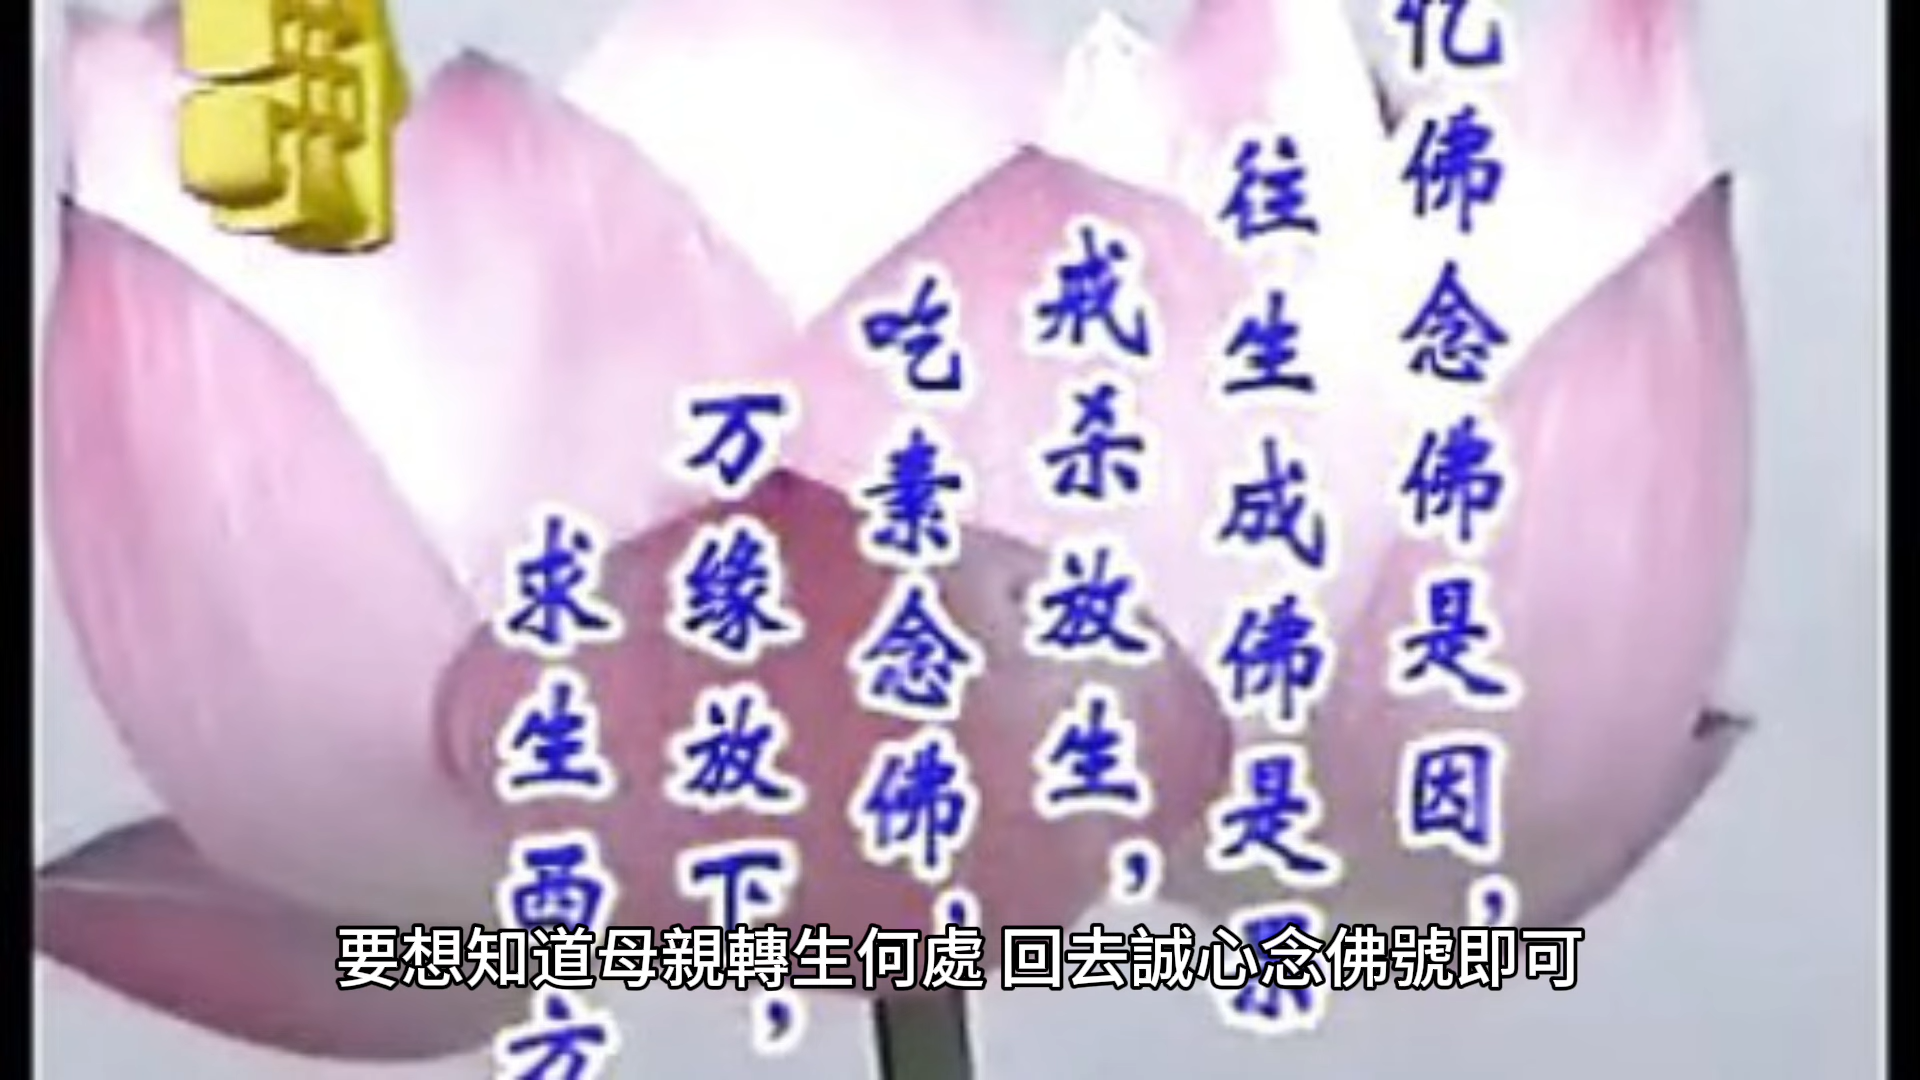 忆佛念佛是因，
往生成佛是果
戒杀放生，
吃素念佛，
万缘放下，
求生西方
要想知道母親轉生何處 回去誠心念佛號即可